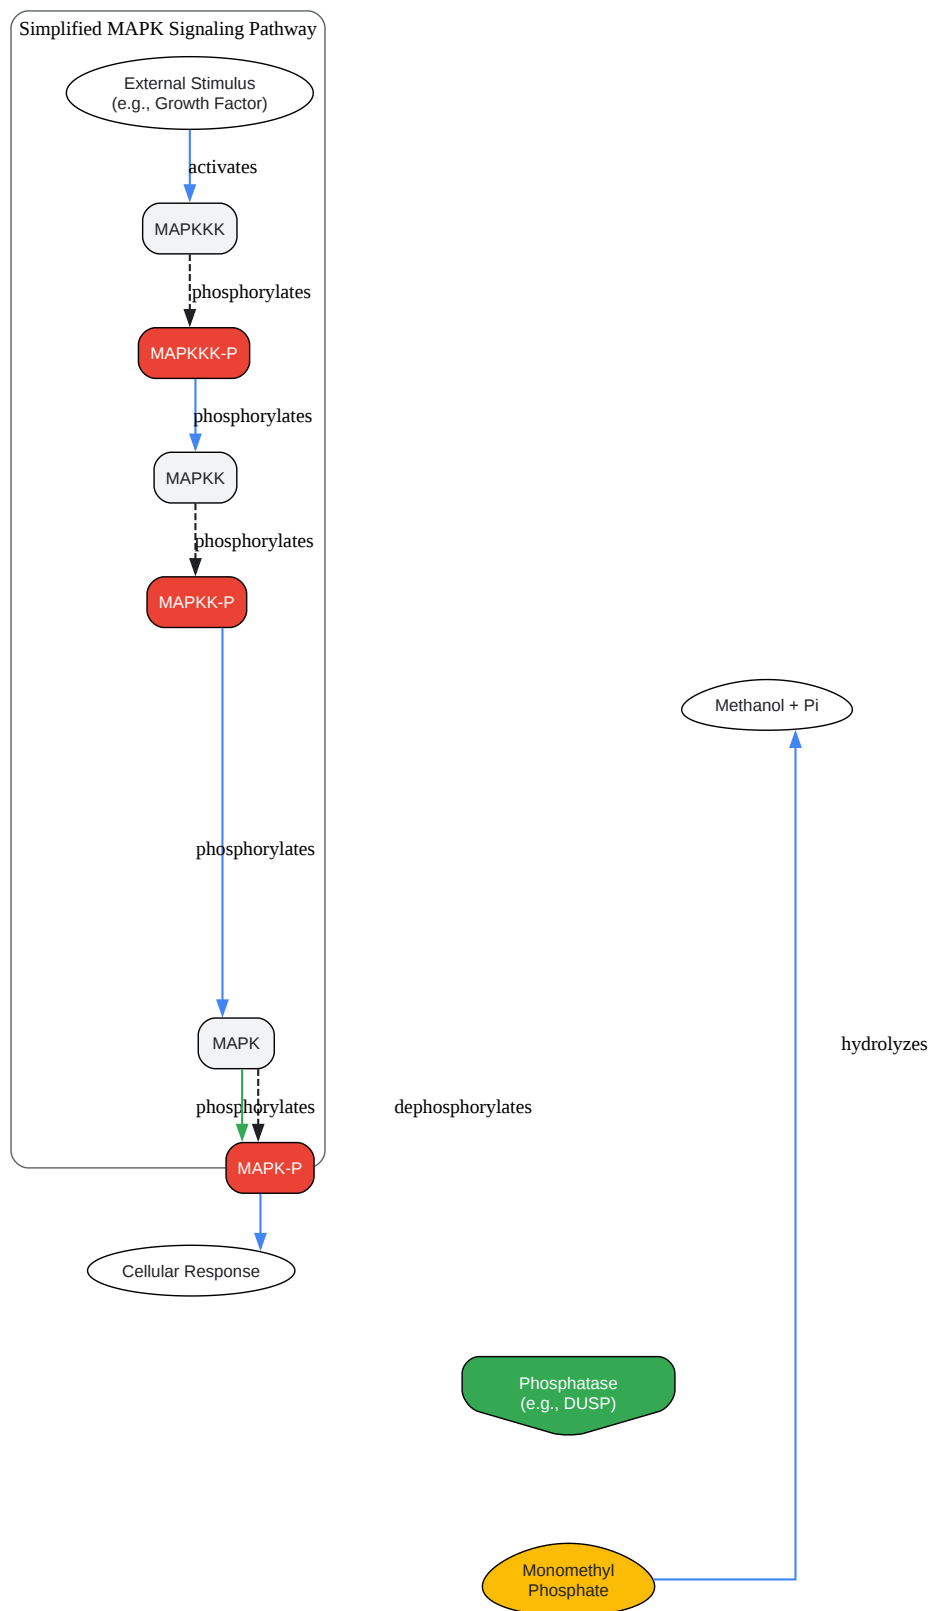 Simplified MAPK Signaling Pathway
External Stimulus
(e.g., Growth Factor)
activates
MAPKKK
phosphorylates
MAPKKK-P
phosphorylates
MAPKK
phosphorylates
MAPKK-P
Methanol + Pi
phosphorylates
MAPK
hydrolyzes
phosphorylates
dephosphorylates
MAPK-P
Cellular Response
Phosphatase
(e.g., DUSP)
Monomethyl
Phosphate